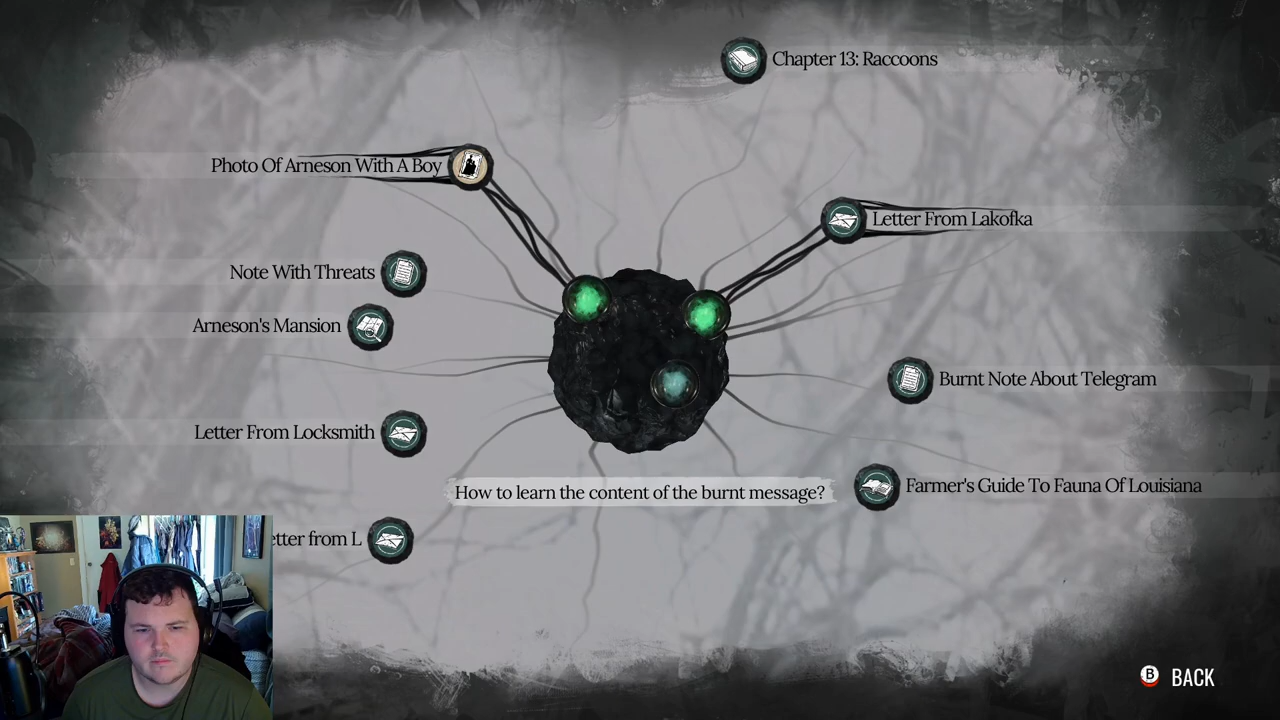 Chapter 13: Raccoons
Photo Of Arneson With A Boy
Letter From Lakofka
Note With Threats
Arneson's Mansion
Burnt Note About Telegram
Letter From Locksmith
How to learn the content of the burnt message?
Farmer's Guide To Fauna Of Louisiana
etter from L
B BACK